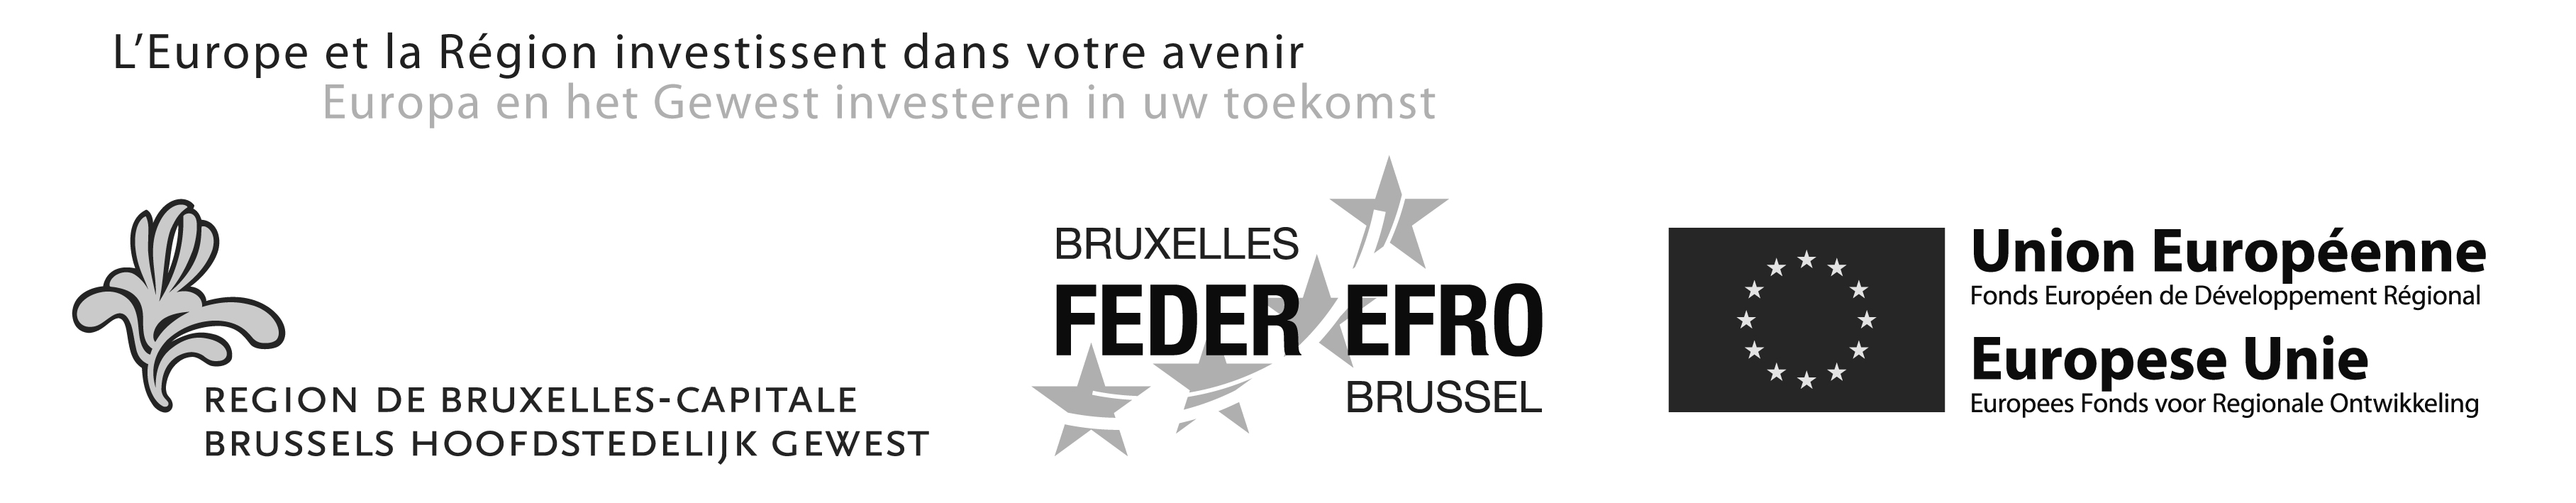 L’Europe et la Région investissent dans votre avenir
Europa en het Gewest investeren in uw toekomst
REGION DE BRUXELLES-CAPITALE
BRUSSELS HOOFDSTEDELIJK GEWEST
BRUXELLES
FEDER EFRO
BRUSSEL
Union Européenne
Fonds Européen de Développement Régional
Europese Unie
Europees Fonds voor Regionale Ontwikkeling